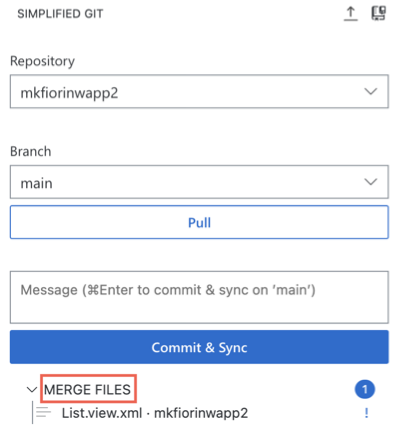 SIMPLIFIED GIT
Repository
mkfiorinwapp2
Branch
main
Pull
Message (⌘Enter to commit & sync on 'main')
Commit & Sync
MERGE FILES 1
List.view.xml · mkfiorinwapp2 !